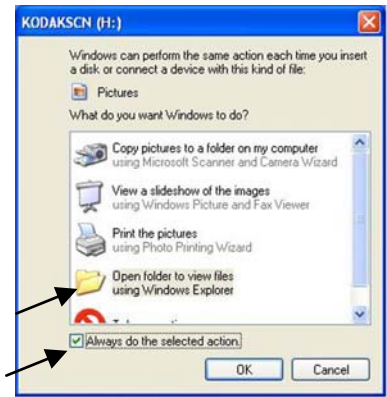 KODAKSCN (H:)
Windows can perform the same action each time you insert
a disk or connect a device with this kind of file:
Pictures
What do you want Windows to do?
Copy pictures to a folder on my computer
using Microsoft Scanner and Camera Wizard
View a slideshow of the images
using Windows Picture and Fax Viewer
Print the pictures
using Photo Printing Wizard
Open folder to view files
using Windows Explorer
Always do the selected action.
OK Cancel